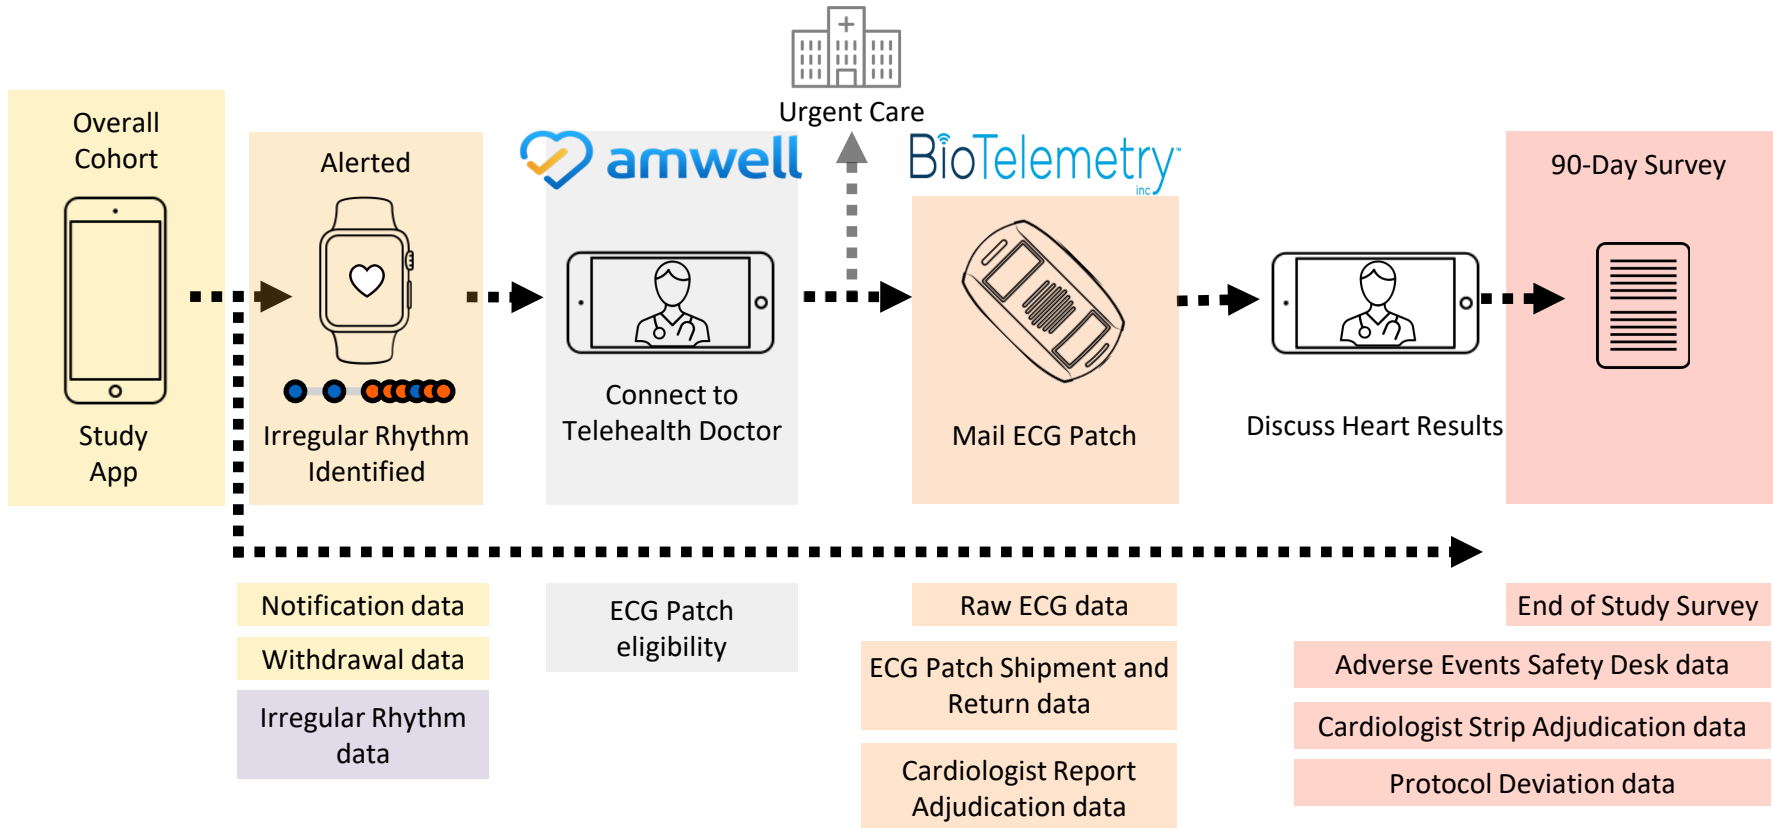 Urgent Care
Overall
Cohort
Study
App
Alerted
Irregular Rhythm
Identified
amwell
Connect to
Telehealth Doctor
BioTelemetry™
inc
Mail ECG Patch
Discuss Heart Results
90-Day Survey
Notification data
Withdrawal data
Irregular Rhythm
data
ECG Patch
eligibility
Raw ECG data
ECG Patch Shipment and
Return data
Cardiologist Report
Adjudication data
End of Study Survey
Adverse Events Safety Desk data
Cardiologist Strip Adjudication data
Protocol Deviation data